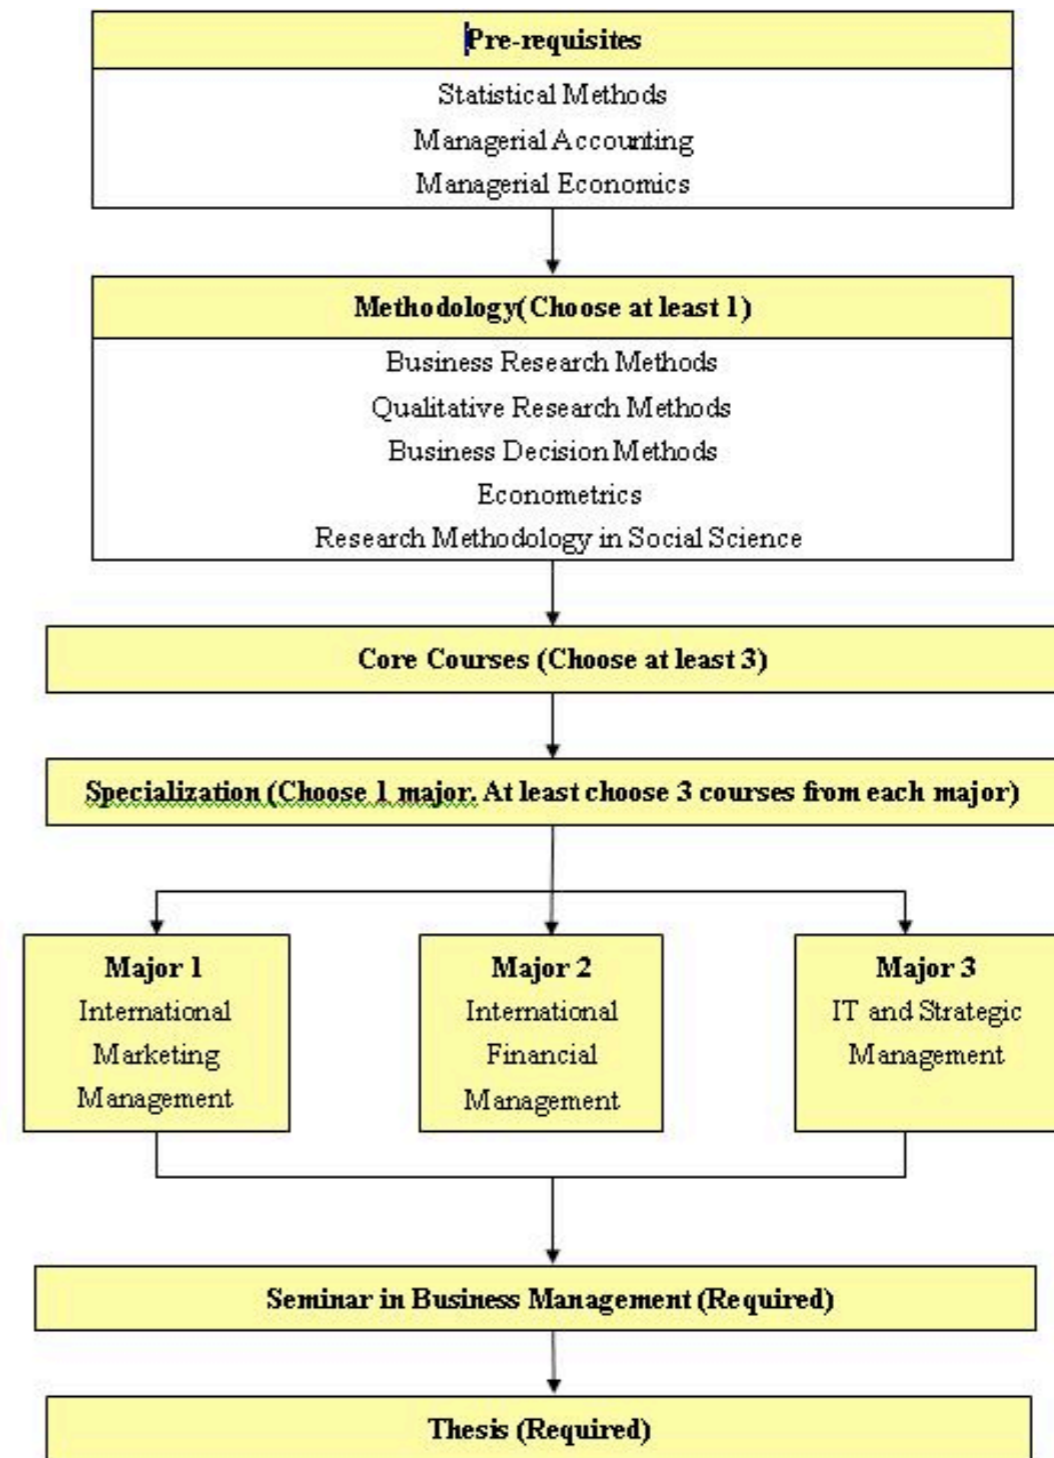 Pre-requisites
Statistical Methods
Managerial Accounting
Managerial Economics
Methodology(Choose at least 1)
Business Research Methods
Qualitative Research Methods
Business Decision Methods
Econometrics
Research Methodology in Social Science
Core Courses (Choose at least 3)
Specialization (Choose 1 major. At least choose 3 courses from each major)
Major 1
International
Marketing
Management
Major 2
International
Financial
Management
Major 3
IT and Strategic
Management
Seminar in Business Management (Required)
Thesis (Required)